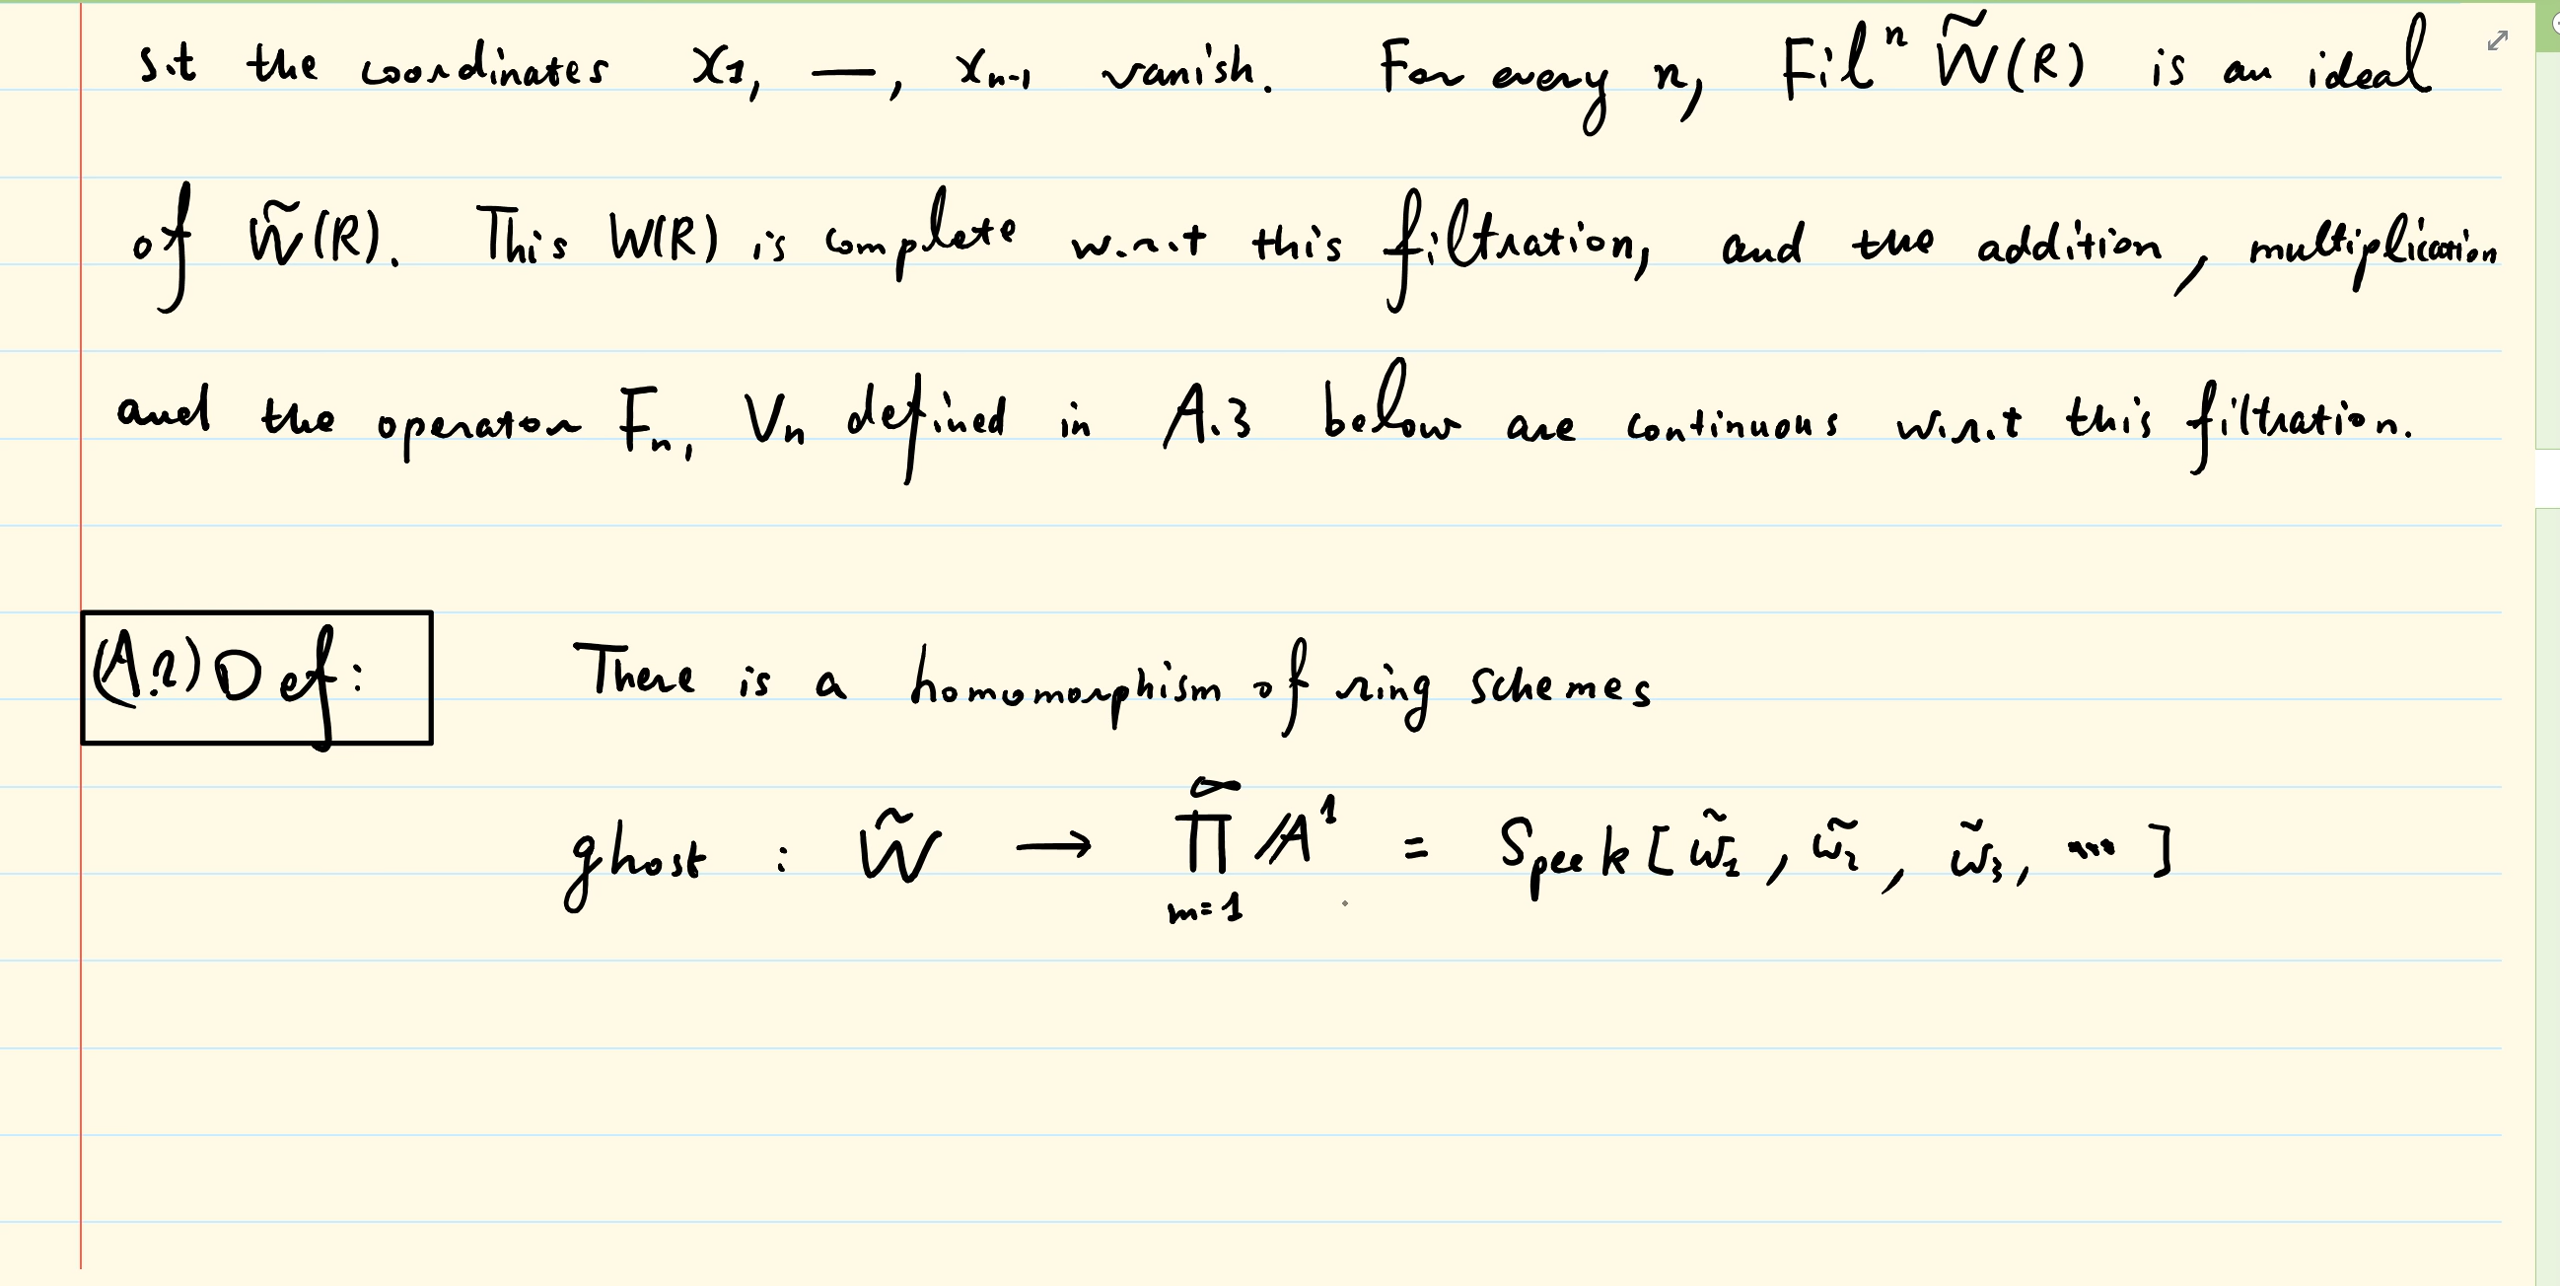 s.t the coordinates x₁, —, xₙ₋₁ vanish. For every n, Filⁿ W̃(R) is an ideal
of W̃(R). This W(R) is complete w.r.t this filtration, and the addition, multiplication
and the operator Fₙ, Vₙ defined in A.3 below are continuous w.r.t this filtration.
(A.2) Def: There is a homomorphism of ring schemes
ghost : W̃ → ∏_{m=1}^{∞} 𝔸¹ = Spec k[w̃₁, w̃₂, w̃₃, ...]